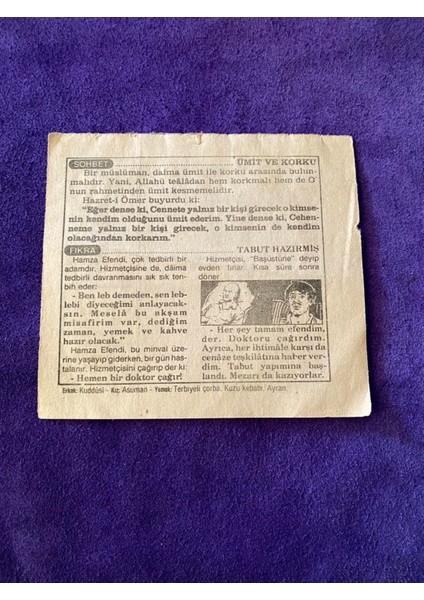 SOHBET ÜMİT VE KORKU
Bir müslüman, daima ümit ile korku arasında bulun-
malıdır. Yani, Allahü teâlâdan hem korkmalı hem de O'
nun rahmetinden ümit kesmemelidir.
Hazret-i Ömer buyurdu ki:
"Eğer dense ki, Cennete yalnız bir kişi girecek o kimse-
nin kendim olduğunu ümit ederim. Yine dense ki, Cehen-
neme yalnız bir kişi girecek, o kimsenin de kendim
olacağından korkarım."
FIKRA TABUT HAZIRMIŞ
Hamza Efendi, çok tedbirli bir
adamdır. Hizmetçisine de, dâima
tedbirli davranmasını sık sık ten-
bih eder:
- Ben leb demeden, sen leb-
lebi diyeceğimi anlayacak-
sın. Meselâ bu akşam
misafirim var, dediğim
zaman, yemek ve kahve
hazır olacak."
Hamza Efendi, bu minval üze-
rine yaşayıp giderken, bir gün has-
talanır. Hizmetçisini çağırıp der ki:
- Hemen bir doktor çağır!
Hizmetçisi, "Başüstüne" deyip
evden fırlar. Kısa süre sonra
döner.
- Her şey tamam efendim,
der. Doktoru çağırdım.
Ayrıca, her ihtimâle karşı da
cenâze teşkilâtına haber ver-
dim. Tabut yapımına baş-
landı. Mezarı da kazıyorlar.
Erkek: Kuddûsi - Kız: Asuman - Yemek: Terbiyeli çorba. Kuzu kebabı. Ayran.